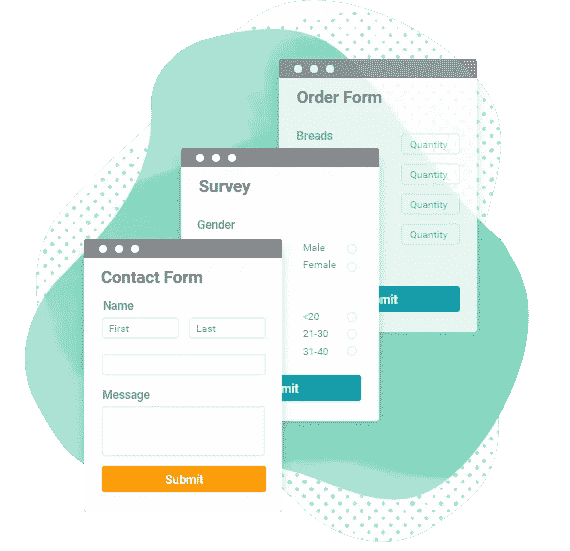 Order Form
Breads
Quantity
Quantity
Quantity
Quantity
mit
Survey
Gender
Male
Female
<20
21-30
31-40
mit
Contact Form
Name
First Last
Message
Submit